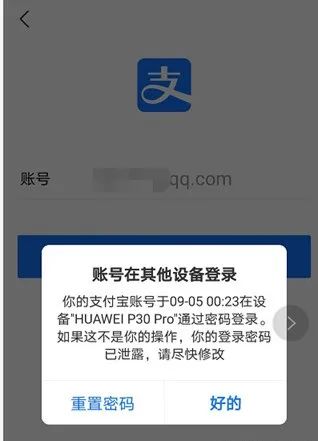 支
账号 qq.com
账号在其他设备登录
你的支付宝账号于09-05 00:23在设
备"HUAWEI P30 Pro"通过密码登录。
如果这不是你的操作，你的登录密码
已泄露，请尽快修改
重置密码 好的